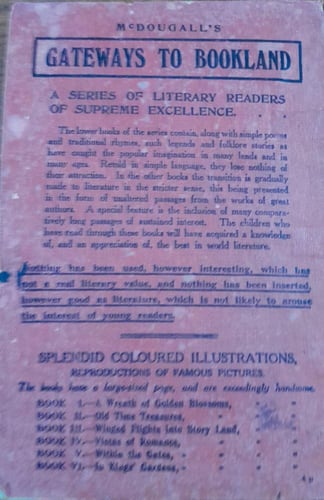 McDOUGALL'S
GATEWAYS TO BOOKLAND
A SERIES OF LITERARY READERS
OF SUPREME EXCELLENCE. . .
The lower books of the series contain, along with simple poems
and traditional rhymes, such legends and folklore stories as
have caught the popular imagination in many lands and in
many ages. Retold in simple language, they lose nothing of
their attraction. In the other books the transition is gradually
made to literature in the stricter sense, this being presented
in the form of unaltered passages from the works of great
authors. A special feature is the inclusion of many compara-
tively long passages of sustained interest. The children who
have read through these books will have acquired a knowledge
of, and an appreciation of, the best in world literature.
Nothing has been used, however interesting, which has
not a real literary value, and nothing has been inserted,
however good as literature, which is not likely to arouse
the interest of young readers.
SPLENDID COLOURED ILLUSTRATIONS,
REPRODUCTIONS OF FAMOUS PICTURES.
The books have a large-sized page, and are exceedingly handsome.
BOOK I.—A Wreath of Golden Blossoms,
BOOK II.—Old Time Treasures,
BOOK III.—Winged Flights into Story Land,
BOOK IV.—Vistas of Romance,
BOOK V.—Within the Gates,
BOOK VI.—In Kings' Gardens,